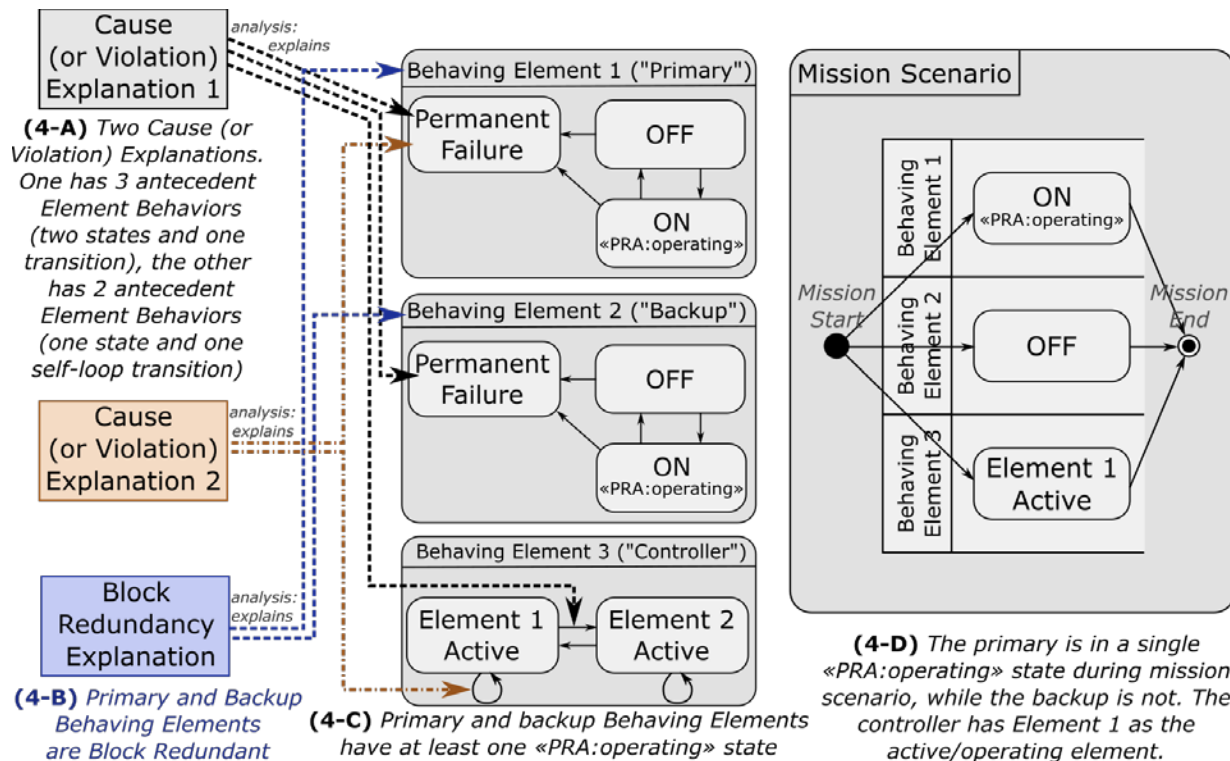 Cause
(or Violation)
Explanation 1
analysis:
explains
(4-A) Two Cause (or
Violation) Explanations.
One has 3 antecedent
Element Behaviors
(two states and one
transition), the other
has 2 antecedent
Element Behaviors
(one state and one
self-loop transition)
Cause
(or Violation)
Explanation 2
analysis:
explains
Block
Redundancy
Explanation
analysis:
explains
(4-B) Primary and Backup
Behaving Elements
are Block Redundant
Behaving Element 1 ("Primary")
Permanent
Failure
OFF
ON
«PRA:operating»
Behaving Element 2 ("Backup")
Permanent
Failure
OFF
ON
«PRA:operating»
Behaving Element 3 ("Controller")
Element 1
Active
Element 2
Active
(4-C) Primary and backup Behaving Elements
have at least one «PRA:operating» state
Mission Scenario
Behaving
Element 1
ON
«PRA:operating»
Mission
Start
Behaving
Element 2
OFF
Mission
End
Behaving
Element 3
Element 1
Active
(4-D) The primary is in a single
«PRA:operating» state during mission
scenario, while the backup is not. The
controller has Element 1 as the
active/operating element.